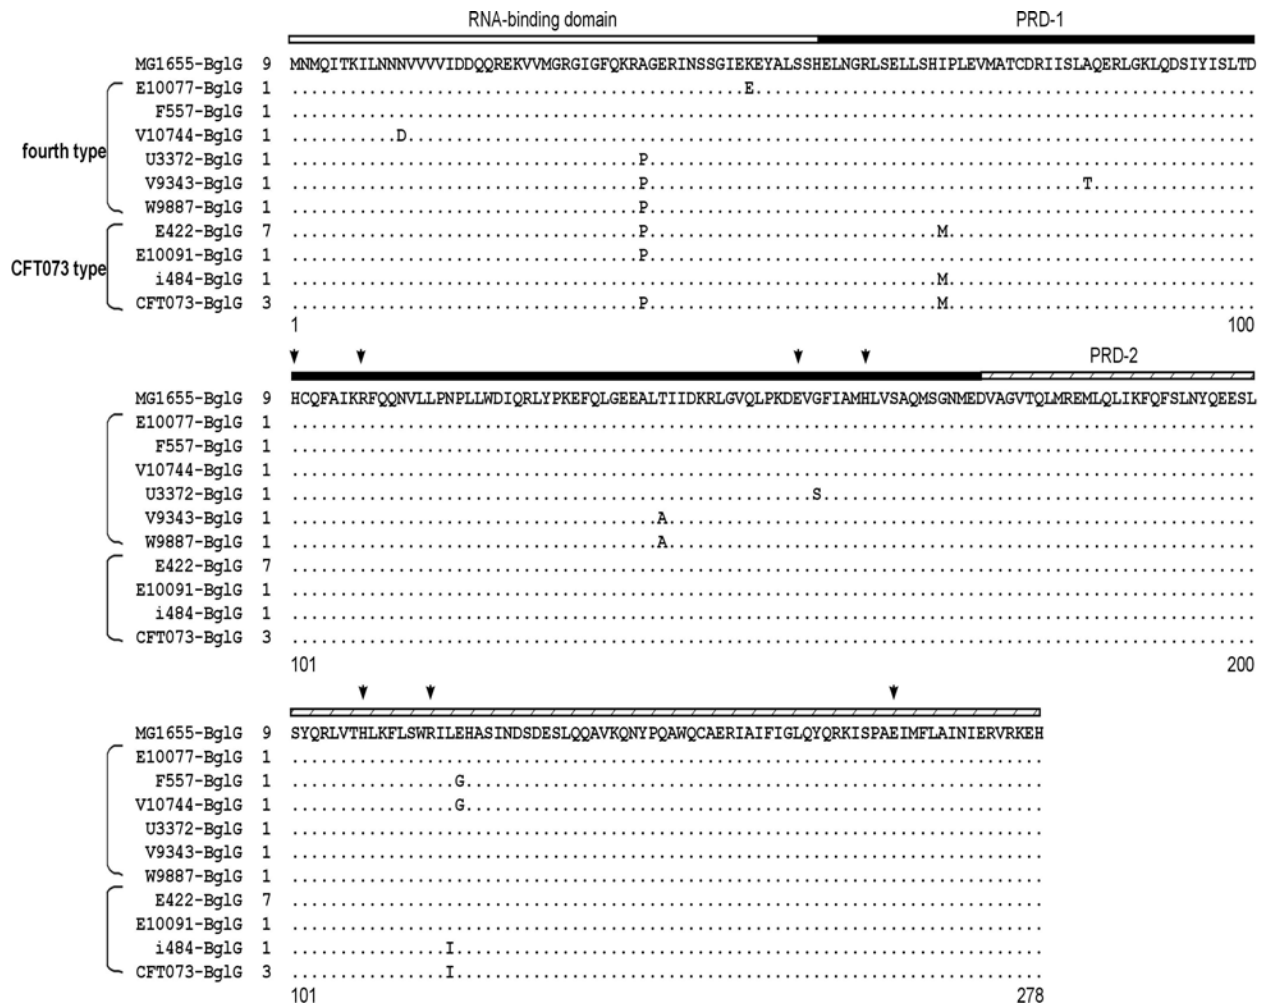 RNA-binding domain PRD-1
MG1655-BglG 9 MNMQITKILNNNVVVVIDDQQREKVVMGRGIGFQKRAGERINSSGIEKEYALSSHELNGRLSELLSHIPLEVMATCDRIISLAQERLGKLQDSIYISLTD
E10077-BglG 1 ...............................................E....................................................
F557-BglG 1 ....................................................................................................
V10744-BglG 1 ...........D........................................................................................
fourth type
U3372-BglG 1 ....................................P...............................................................
V9343-BglG 1 ....................................P.............................................T.................
W9887-BglG 1 ....................................P...............................................................
E422-BglG 7 ....................................P..............................M................................
E10091-BglG 1 ....................................P...............................................................
CFT073 type
i484-BglG 1 ...................................................................M................................
CFT073-BglG 3 ....................................P..............................M................................
1 100
PRD-2
MG1655-BglG 9 HCQFAIKRFQQNVLLPNPLLWDIQRLYPKEFQLGEEALTIIDKRLGVQLPKDEVGFIAMHLVSAQMSGNMEDVAGVTQLMREMLQLIKFQFSLNYQEESL
E10077-BglG 1 ....................................................................................................
F557-BglG 1 ....................................................................................................
V10744-BglG 1 ....................................................................................................
U3372-BglG 1 ......................................................S.............................................
V9343-BglG 1 ......................................A.............................................................
W9887-BglG 1 ......................................A.............................................................
E422-BglG 7 ....................................................................................................
E10091-BglG 1 ....................................................................................................
i484-BglG 1 ....................................................................................................
CFT073-BglG 3 ....................................................................................................
101 200
MG1655-BglG 9 SYQRLVTHLKFLSWRILEHASINDSDESLQQAVKQNYPQAWQCAERIAIFIGLQYQRKISPAEIMFLAINIERVRKEH
E10077-BglG 1 ..............................................................................
F557-BglG 1 .................G............................................................
V10744-BglG 1 .................G............................................................
U3372-BglG 1 ..............................................................................
V9343-BglG 1 ..............................................................................
W9887-BglG 1 ..............................................................................
E422-BglG 7 ..............................................................................
E10091-BglG 1 ..............................................................................
i484-BglG 1 ................I.............................................................
CFT073-BglG 3 ................I.............................................................
101 278